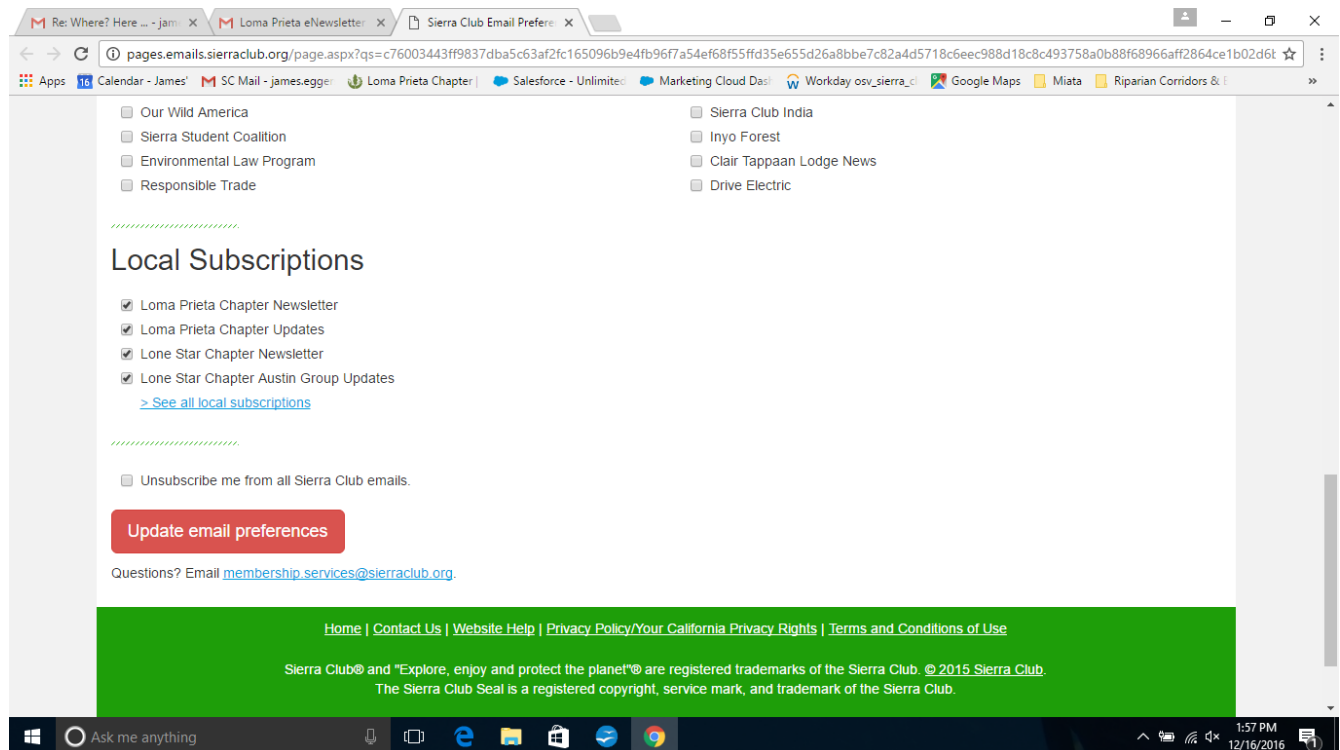 Re: Where? Here ... - jam
Loma Prieta eNewsletter
Sierra Club Email Prefere
pages.emails.sierraclub.org/page.aspx?qs=c76003443ff9837dba5c63af2fc165096b9e4fb96f7a54ef68f55ffd35e655d26a8bbe7c82a4d5718c6eec988d18c8c493758a0b88f68966aff2864ce1b02d6b
Apps
16 Calendar - James'
SC Mail - james.egger
Loma Prieta Chapter |
Salesforce - Unlimited
Marketing Cloud Dash
Workday osv_sierra_cl
Google Maps
Miata
Riparian Corridors & E
»
Our Wild America
Sierra Student Coalition
Environmental Law Program
Responsible Trade
Sierra Club India
Inyo Forest
Clair Tappaan Lodge News
Drive Electric
Local Subscriptions
Loma Prieta Chapter Newsletter
Loma Prieta Chapter Updates
Lone Star Chapter Newsletter
Lone Star Chapter Austin Group Updates
> See all local subscriptions
Unsubscribe me from all Sierra Club emails.
Update email preferences
Questions? Email membership.services@sierraclub.org.
Home | Contact Us | Website Help | Privacy Policy/Your California Privacy Rights | Terms and Conditions of Use
Sierra Club® and "Explore, enjoy and protect the planet"® are registered trademarks of the Sierra Club. © 2015 Sierra Club.
The Sierra Club Seal is a registered copyright, service mark, and trademark of the Sierra Club.
Ask me anything
1:57 PM
12/16/2016